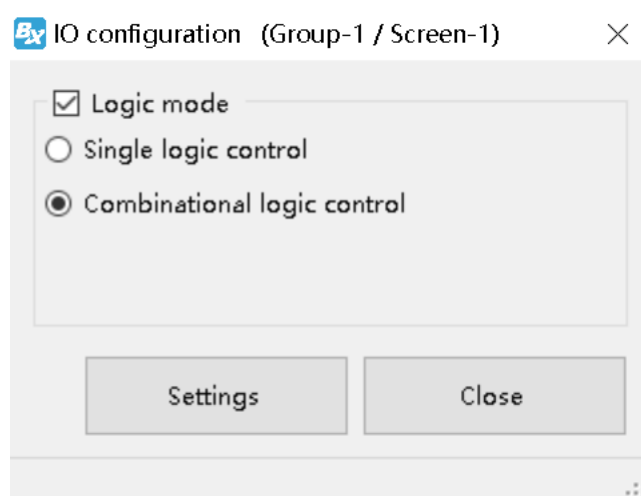 BX IO configuration (Group-1 / Screen-1)
Logic mode
Single logic control
Combinational logic control
Settings Close